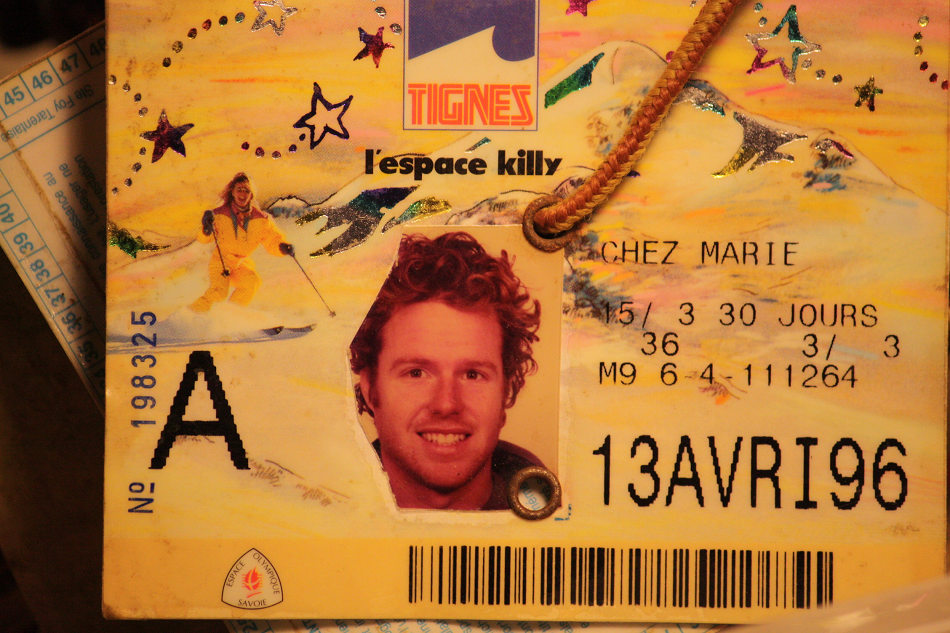 TIGNES
l'espace killy
CHEZ MARIE
15/ 3 30 JOURS
36 3/ 3
M9 6-4-111264
13AVRI96
A
Nº 198325
ESPACE OLYMPIQUE
SAVOIE
45 46 47 48
Ste Foy Tarentaise
40 39 38 37 36